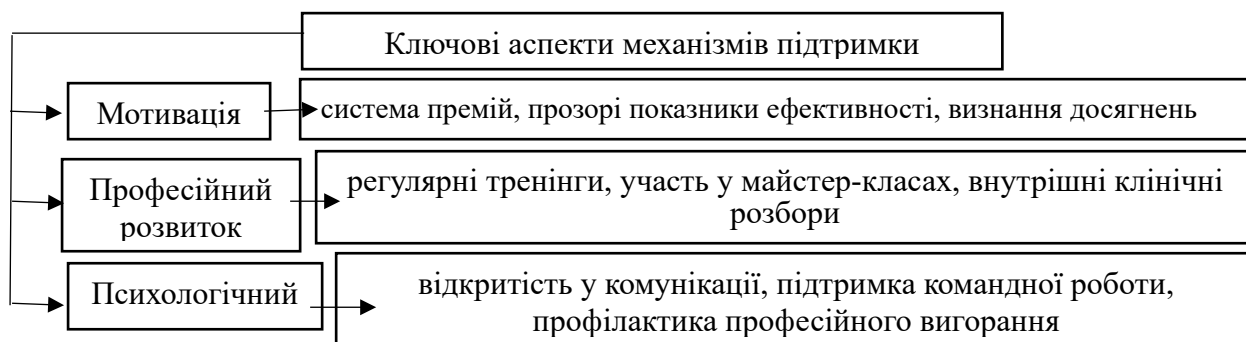 Ключові аспекти механізмів підтримки
Мотивація
система премій, прозорі показники ефективності, визнання досягнень
Професійний
розвиток
регулярні тренінги, участь у майстер-класах, внутрішні клінічні
розбори
Психологічний
відкритість у комунікації, підтримка командної роботи,
профілактика професійного вигорання